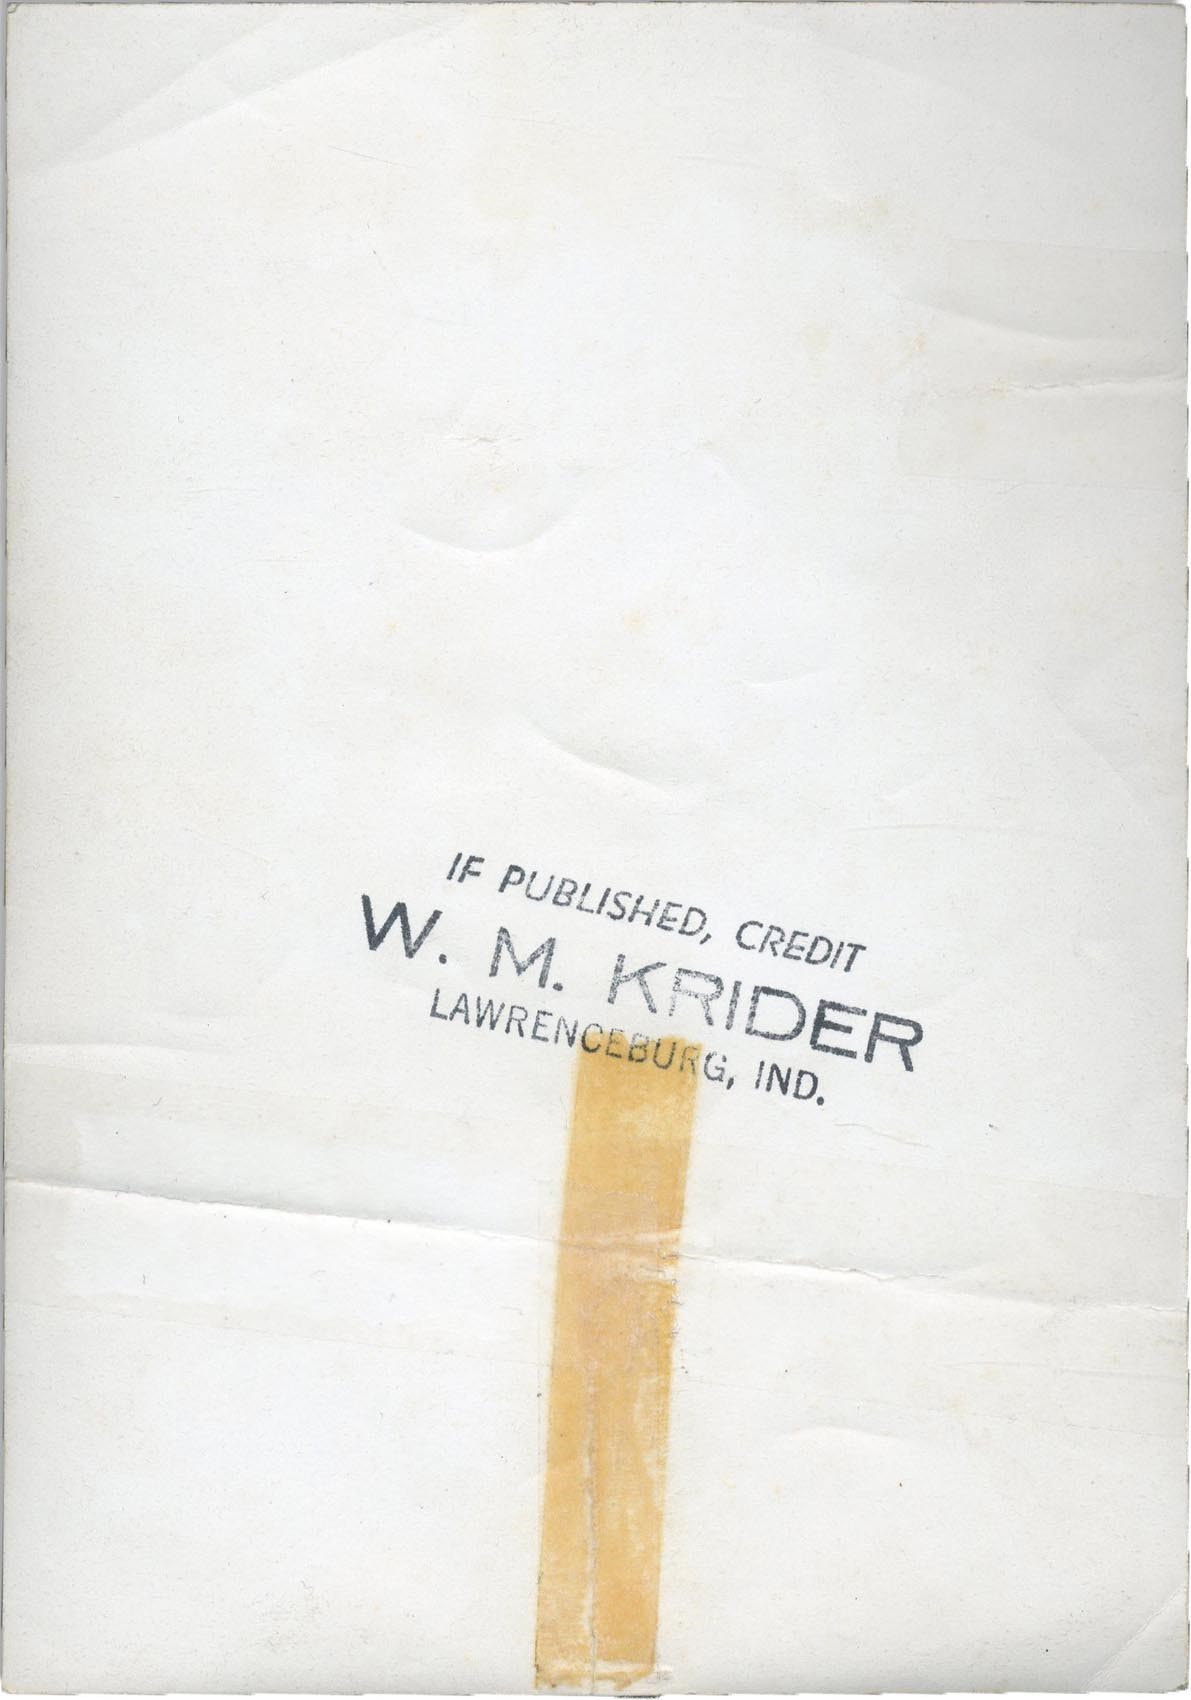 IF PUBLISHED, CREDIT
W. M. KRIDER
LAWRENCEBURG, IND.